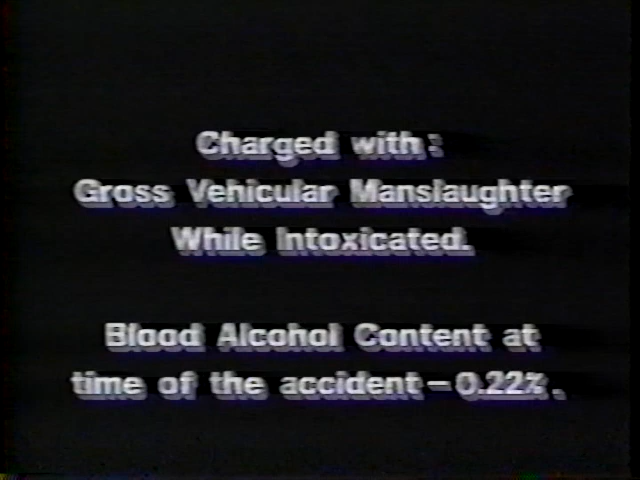 Charged with:
Gross Vehicular Manslaughter
While Intoxicated.
Blood Alcohol Content at
time of the accident - 0.22%.